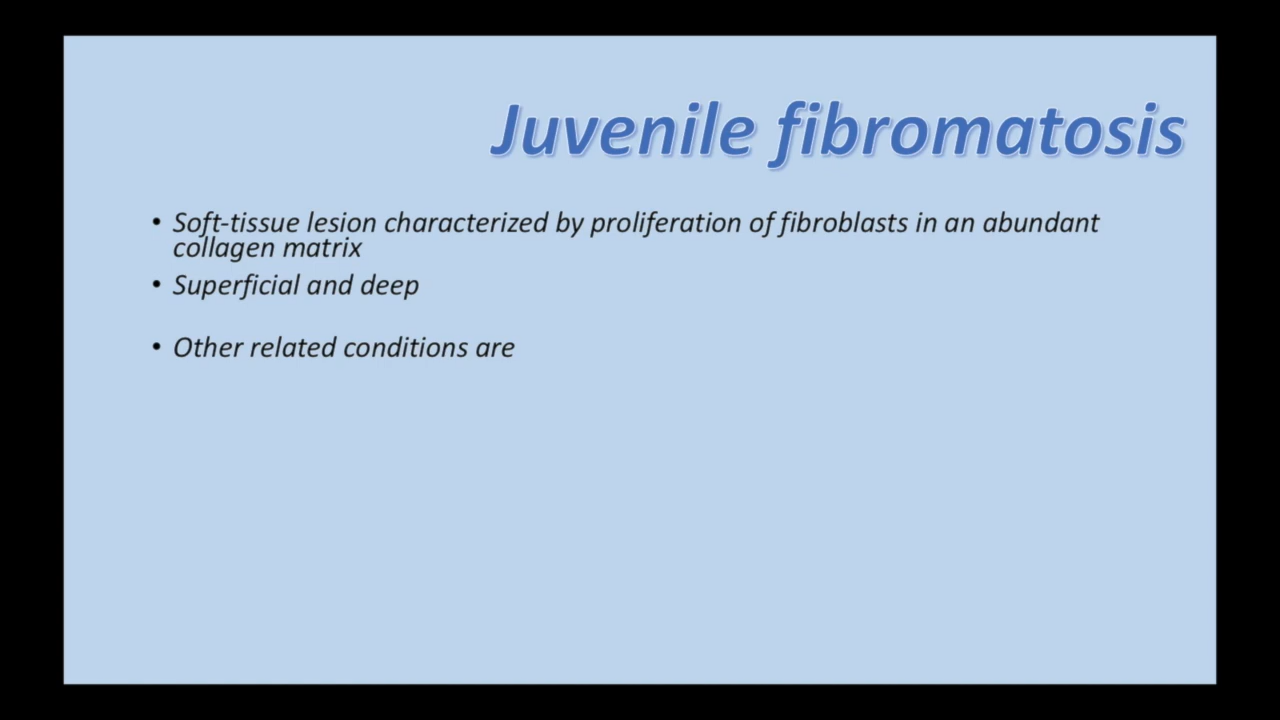 Juvenile fibromatosis
• Soft-tissue lesion characterized by proliferation of fibroblasts in an abundant
collagen matrix
• Superficial and deep
• Other related conditions are